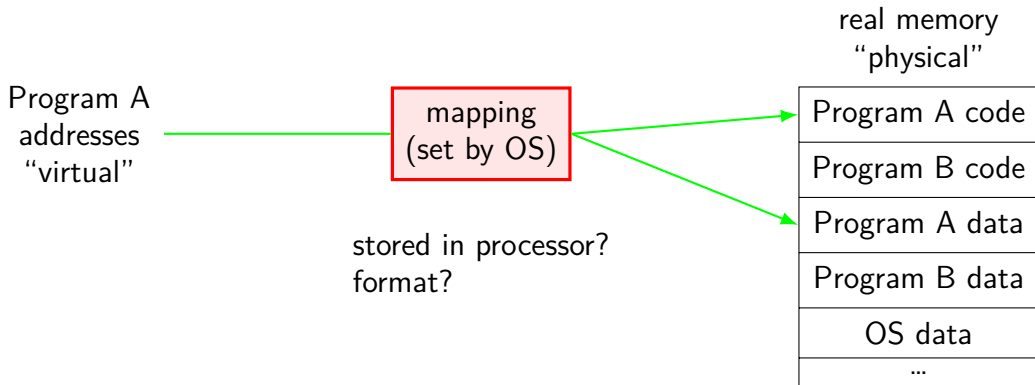 real memory
“physical”
Program A
addresses
“virtual”
mapping
(set by OS)
stored in processor?
format?
Program A code
Program B code
Program A data
Program B data
OS data
...